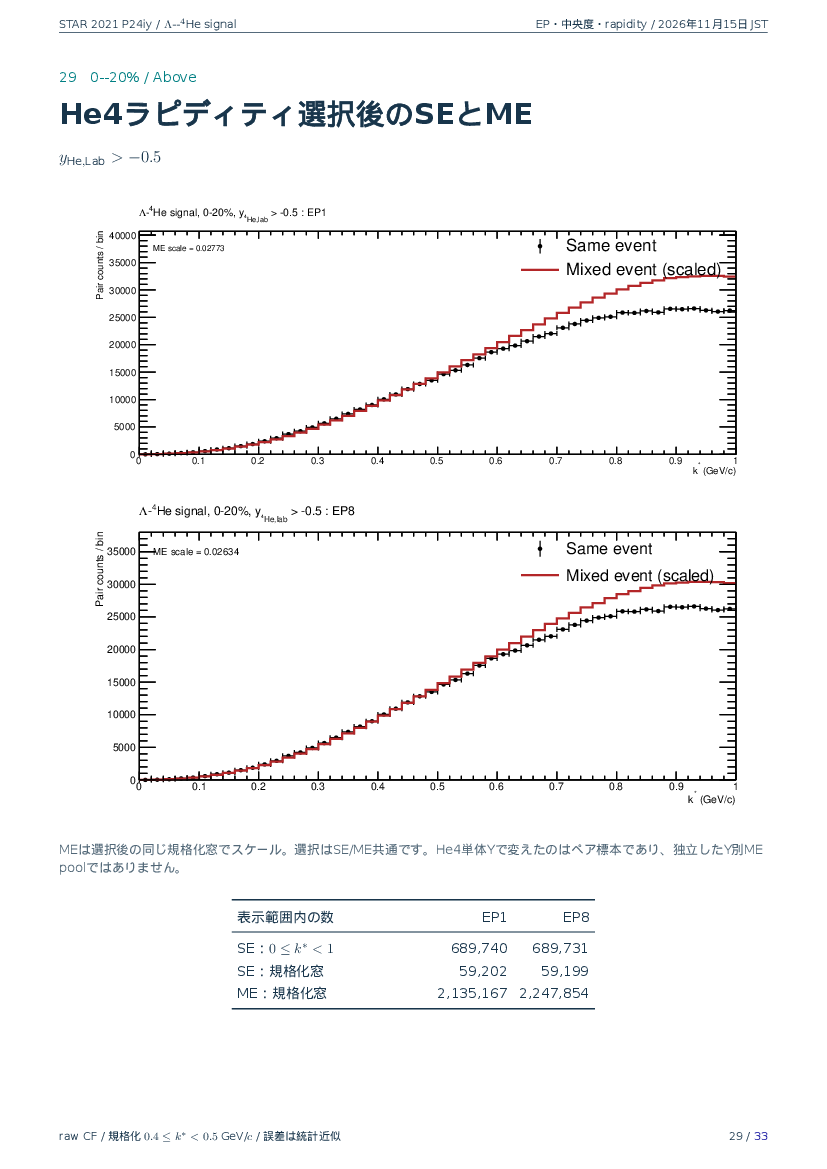 STAR 2021 P24iy / Λ--⁴He signal
EP・中央度・rapidity / 2026年11月15日 JST
29 0--20% / Above
He4ラピディティ選択後のSEとME
y_He,Lab > −0.5
Λ-⁴He signal, 0-20%, y_⁴He,lab > -0.5 : EP1
Pair counts / bin
ME scale = 0.02773
Same event
Mixed event (scaled)
40000
35000
30000
25000
20000
15000
10000
5000
0
0 0.1 0.2 0.3 0.4 0.5 0.6 0.7 0.8 0.9 1
k* (GeV/c)
Λ-⁴He signal, 0-20%, y_⁴He,lab > -0.5 : EP8
Pair counts / bin
ME scale = 0.02634
Same event
Mixed event (scaled)
35000
30000
25000
20000
15000
10000
5000
0
0 0.1 0.2 0.3 0.4 0.5 0.6 0.7 0.8 0.9 1
k* (GeV/c)
MEは選択後の同じ規格化窓でスケール。選択はSE/ME共通です。He4単体Yで変えたのはペア標本であり、独立したY別ME
poolではありません。
表示範囲内の数 EP1 EP8
SE：0 ≤ k* < 1 689,740 689,731
SE：規格化窓 59,202 59,199
ME：規格化窓 2,135,167 2,247,854
raw CF / 規格化 0.4 ≤ k* < 0.5 GeV/c / 誤差は統計近似
29 / 33